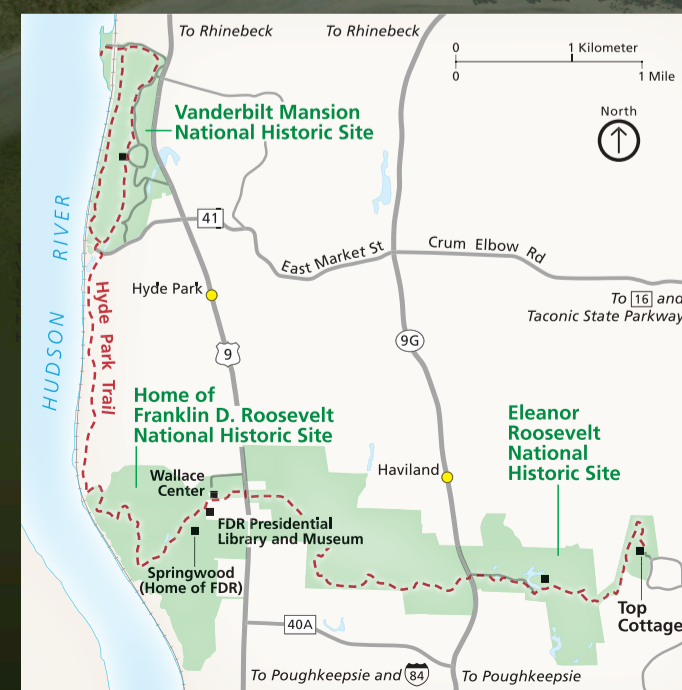 To Rhinebeck
To Rhinebeck
0
1 Kilometer
0
1 Mile
North
Vanderbilt Mansion
National Historic Site
HUDSON RIVER
41
East Market St
Crum Elbow Rd
To 16 and
Taconic State Parkway
Hyde Park
Hyde Park Trail
9
9G
Home of
Franklin D. Roosevelt
National Historic Site
Eleanor
Roosevelt
National
Historic Site
Wallace
Center
Haviland
FDR Presidential
Library and Museum
Springwood
(Home of FDR)
Top
Cottage
40A
To Poughkeepsie and 84
To Poughkeepsie